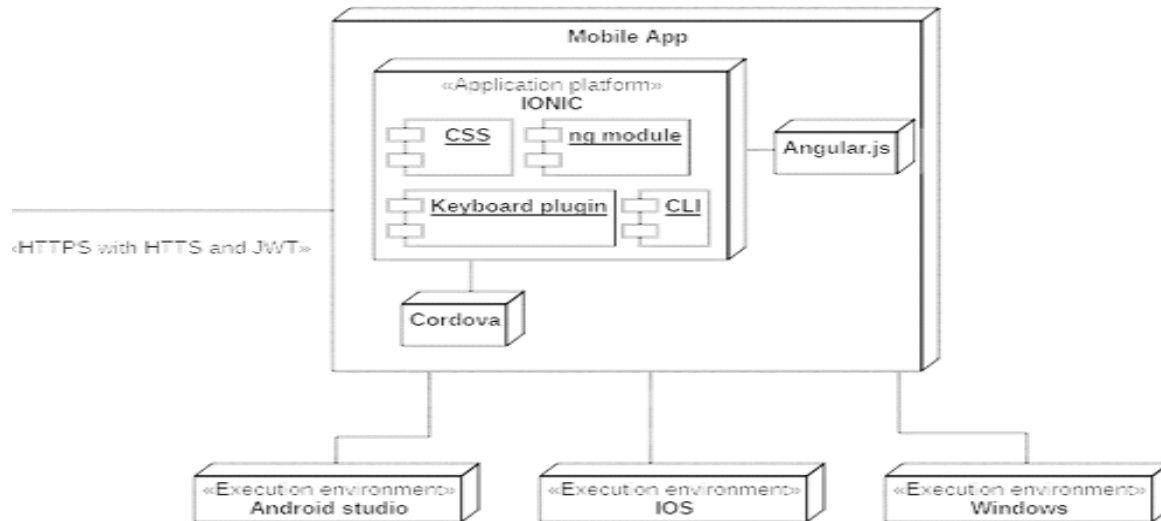 Mobile App
«Application platform»
IONIC
CSS
ng module
Angular.js
Keyboard plugin
CLI
«HTTPS with HTTS and JWT»
Cordova
«Execution environment»
Android studio
«Execution environment»
IOS
«Execution environment»
Windows